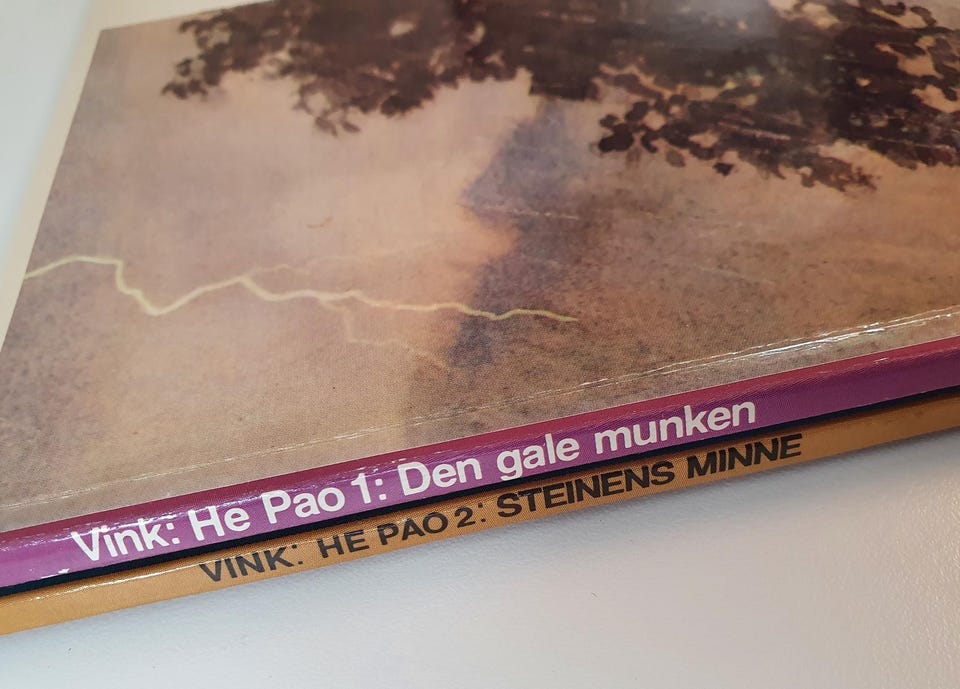 Vink: He Pao 1: Den gale munken
VINK: HE PAO 2: STEINENS MINNE